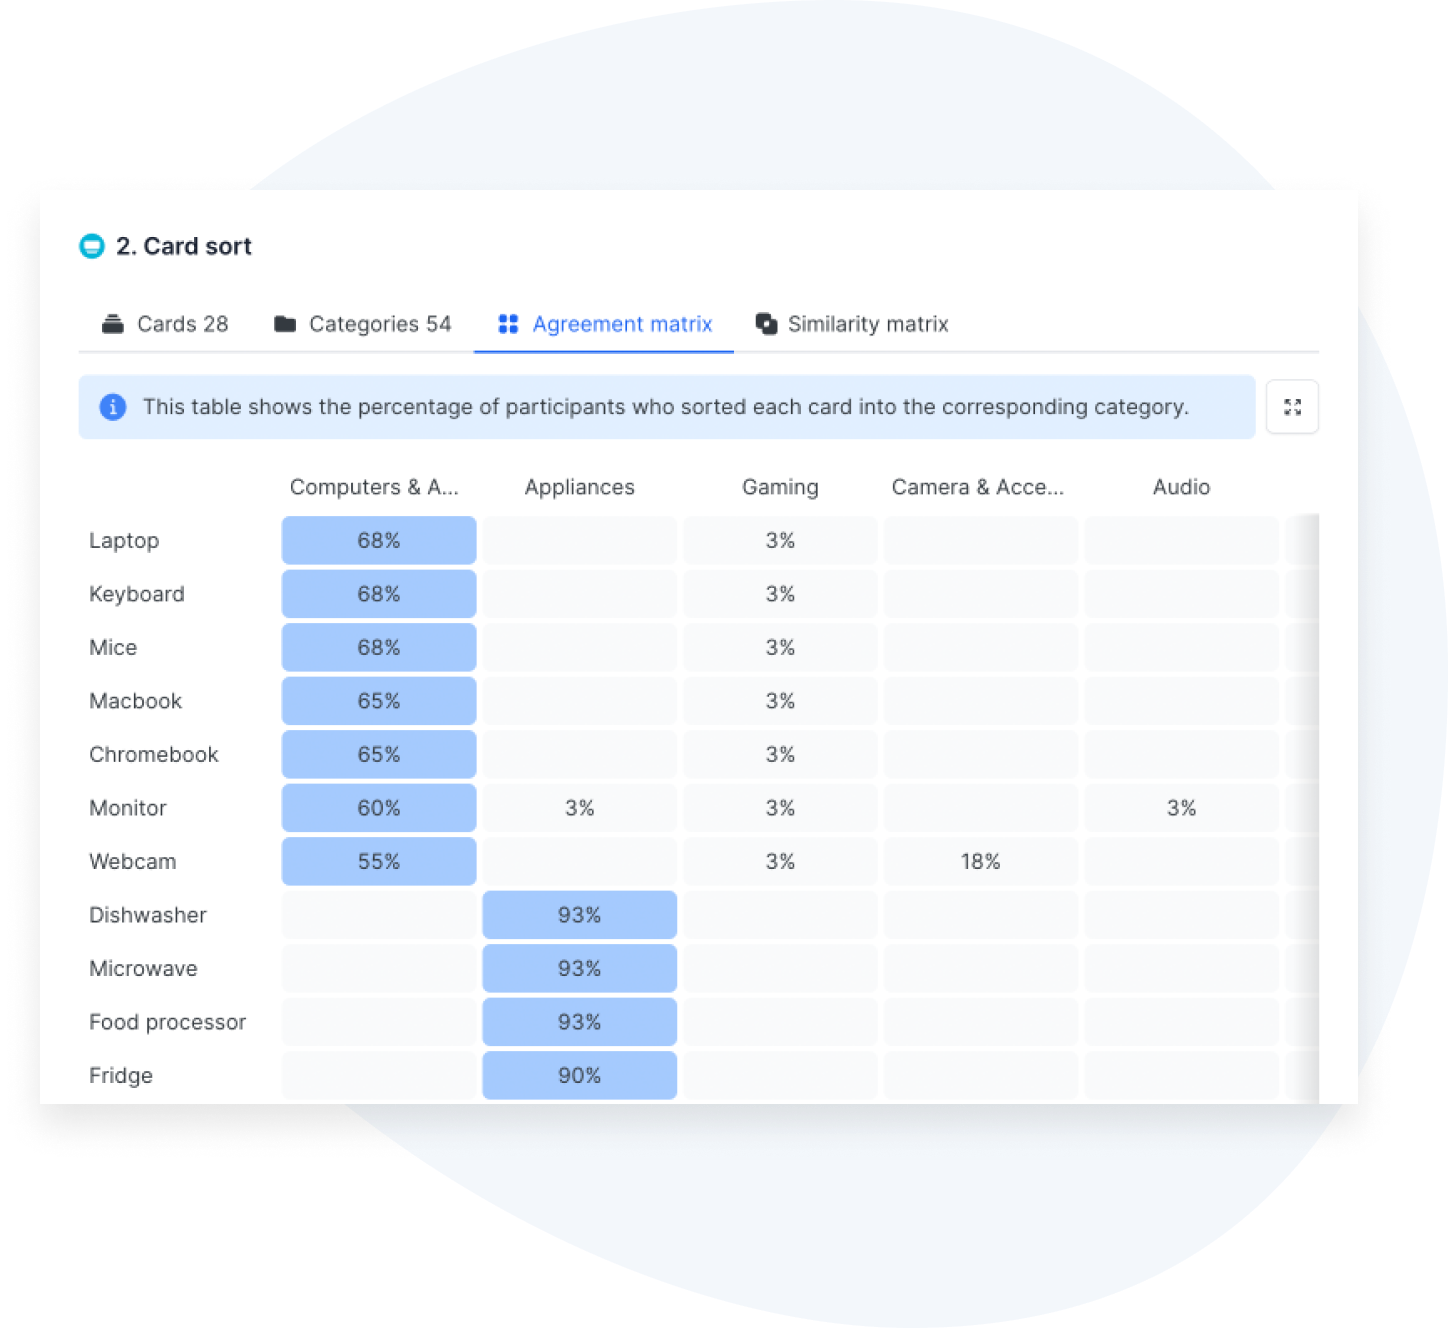 2. Card sort
Cards 28 Categories 54 Agreement matrix Similarity matrix
This table shows the percentage of participants who sorted each card into the corresponding category.
Computers & A... Appliances Gaming Camera & Acce... Audio
Laptop 68% 3%
Keyboard 68% 3%
Mice 68% 3%
Macbook 65% 3%
Chromebook 65% 3%
Monitor 60% 3% 3% 3%
Webcam 55% 3% 18%
Dishwasher 93%
Microwave 93%
Food processor 93%
Fridge 90%